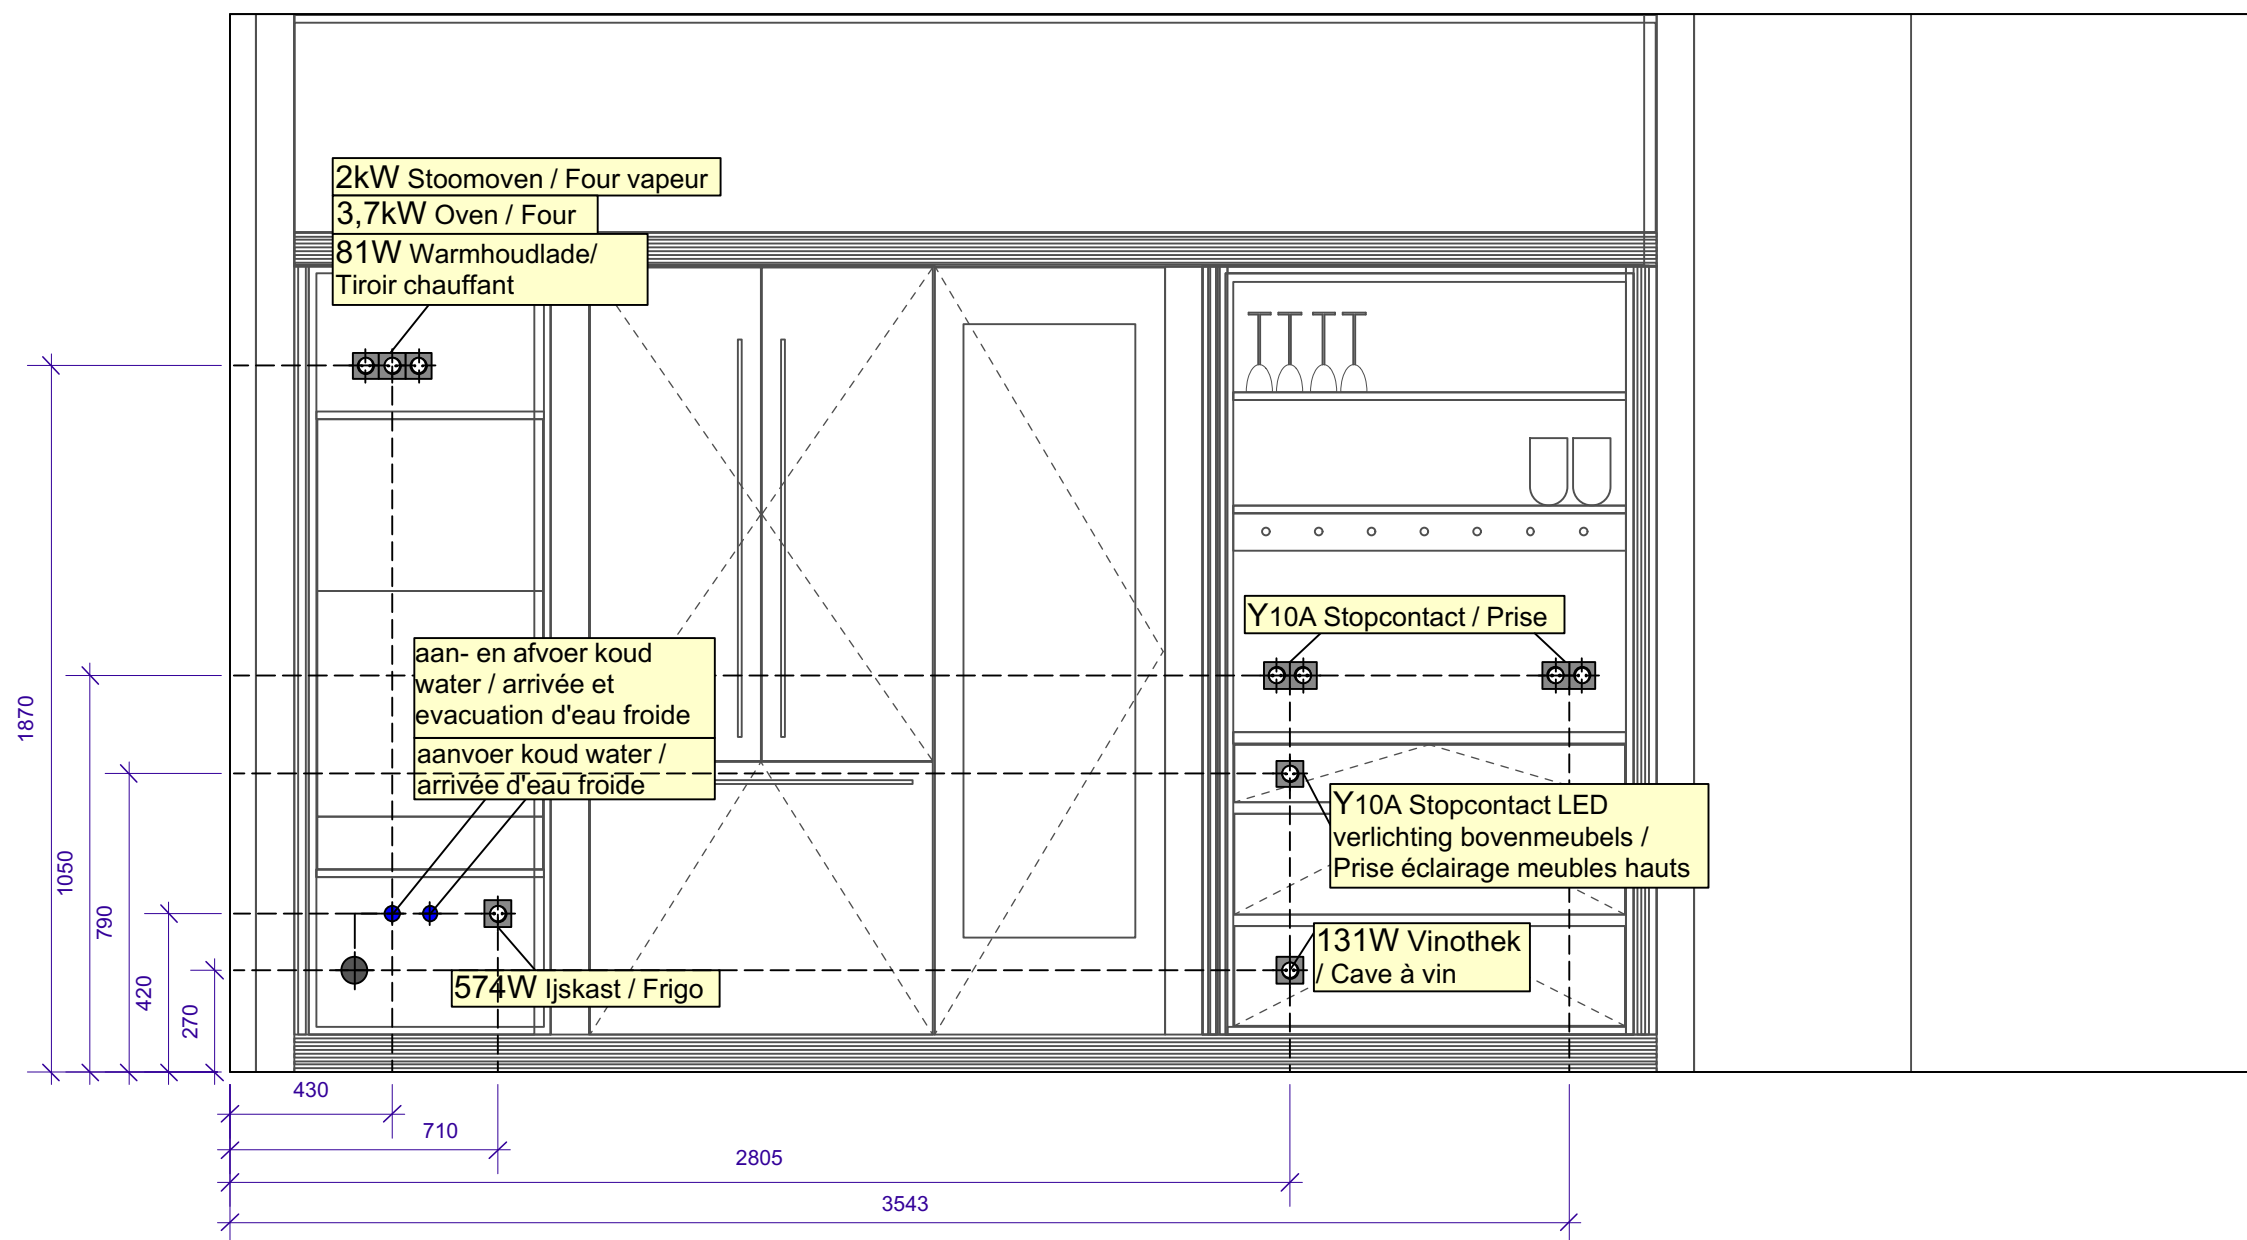 2kW Stoomoven / Four vapeur
3,7kW Oven / Four
81W Warmhoudlade/
Tiroir chauffant
aan- en afvoer koud
water / arrivée et
evacuation d'eau froide
aanvoer koud water /
arrivée d'eau froide
574W Ijskast / Frigo
Y10A Stopcontact / Prise
Y10A Stopcontact LED
verlichting bovenmeubels /
Prise éclairage meubles hauts
131W Vinothek
/ Cave à vin
1870
1050
790
420
270
430
710
2805
3543